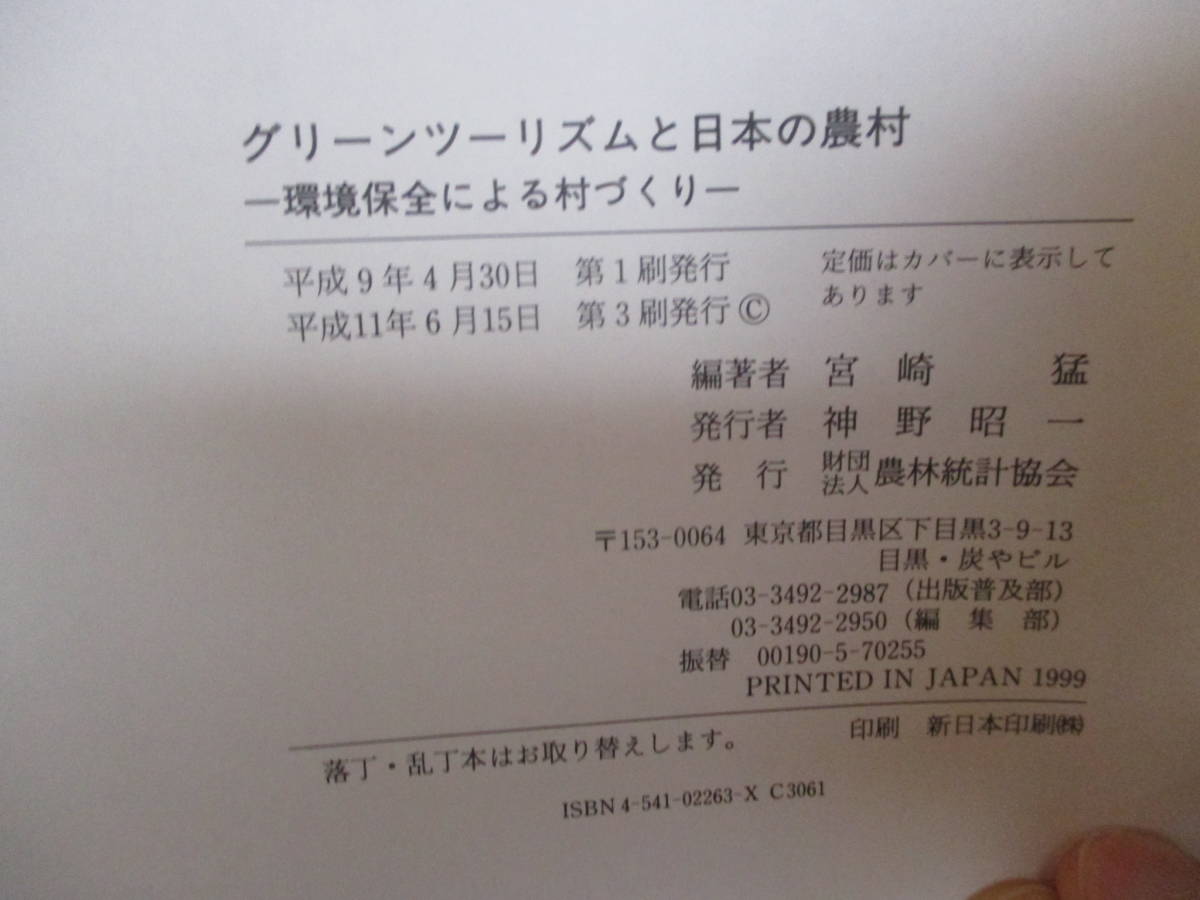 グリーンツーリズムと日本の農村
―環境保全による村づくり―
平成9年4月30日　第1刷発行
平成11年6月15日　第3刷発行Ⓒ
定価はカバーに表示して
あります
編著者　宮崎　猛
発行者　神野昭一
発行　財団法人農林統計協会
〒153-0064　東京都目黒区下目黒3-9-13
目黒・炭やビル
電話03-3492-2987（出版普及部）
03-3492-2950（編集部）
振替　00190-5-70255
PRINTED IN JAPAN 1999
落丁・乱丁本はお取り替えします。
印刷　新日本印刷㈱
ISBN4-541-02263-X C3061